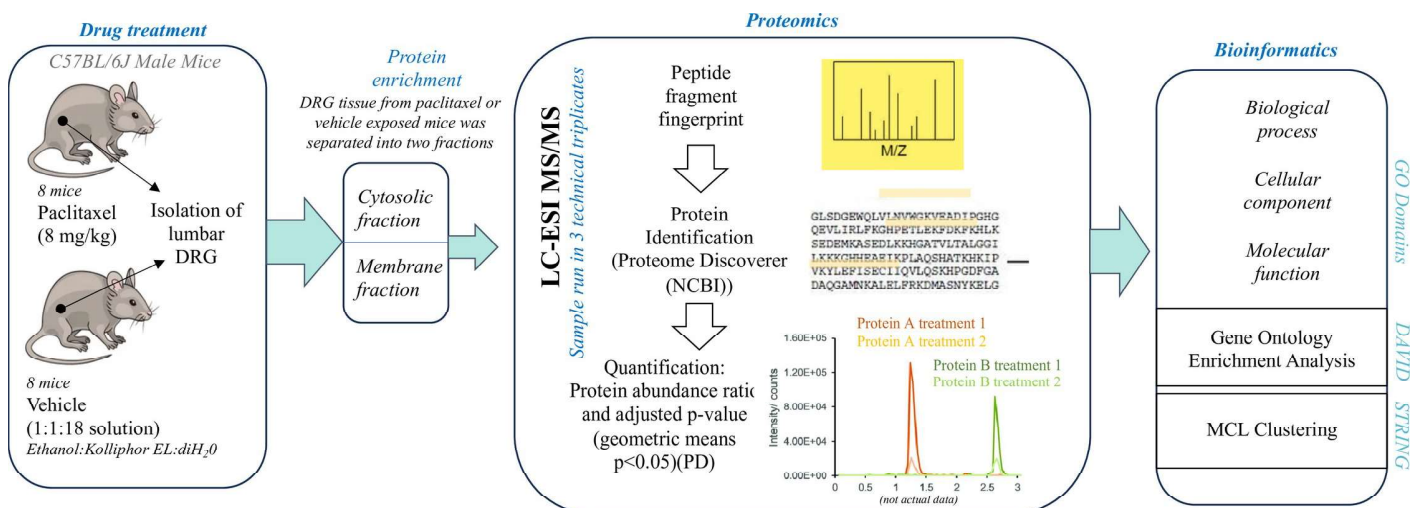 Drug treatment
C57BL/6J Male Mice
8 mice
Paclitaxel
(8 mg/kg)
Isolation of
lumbar
DRG
8 mice
Vehicle
(1:1:18 solution)
Ethanol:Kolliphor EL:diH₂0
Protein
enrichment
DRG tissue from paclitaxel or
vehicle exposed mice was
separated into two fractions
Cytosolic
fraction
Membrane
fraction
Proteomics
LC-ESI MS/MS
Sample run in 3 technical triplicates
Peptide
fragment
fingerprint
M/Z
Protein
Identification
(Proteome Discoverer
(NCBI))
GLSDGEWQLVLNVWGKVEADIPGHG
QEVLIRLFKGHPETLEKFDKFKHLK
SEDEMKASEDLKKHGATVLTALGGI
LKKKGHHEAEIKPLAQSHATKHKIP
VKYLEFISECIIQVLQSKHPGDFGA
DAQGAMNKALELFRKDMASNYKELG
Quantification:
Protein abundance ratio
and adjusted p-value
(geometric means
p<0.05)(PD)
Protein A treatment 1
Protein A treatment 2
Protein B treatment 1
Protein B treatment 2
Intensity/ counts
1.60E+05
1.20E+05
8.00E+04
4.00E+04
0.00E+00
0 0.5 1 1.5 2 2.5 3
(not actual data)
Bioinformatics
Biological
process
Cellular
component
Molecular
function
GO Domains
Gene Ontology
Enrichment Analysis
DAVID
MCL Clustering
STRING